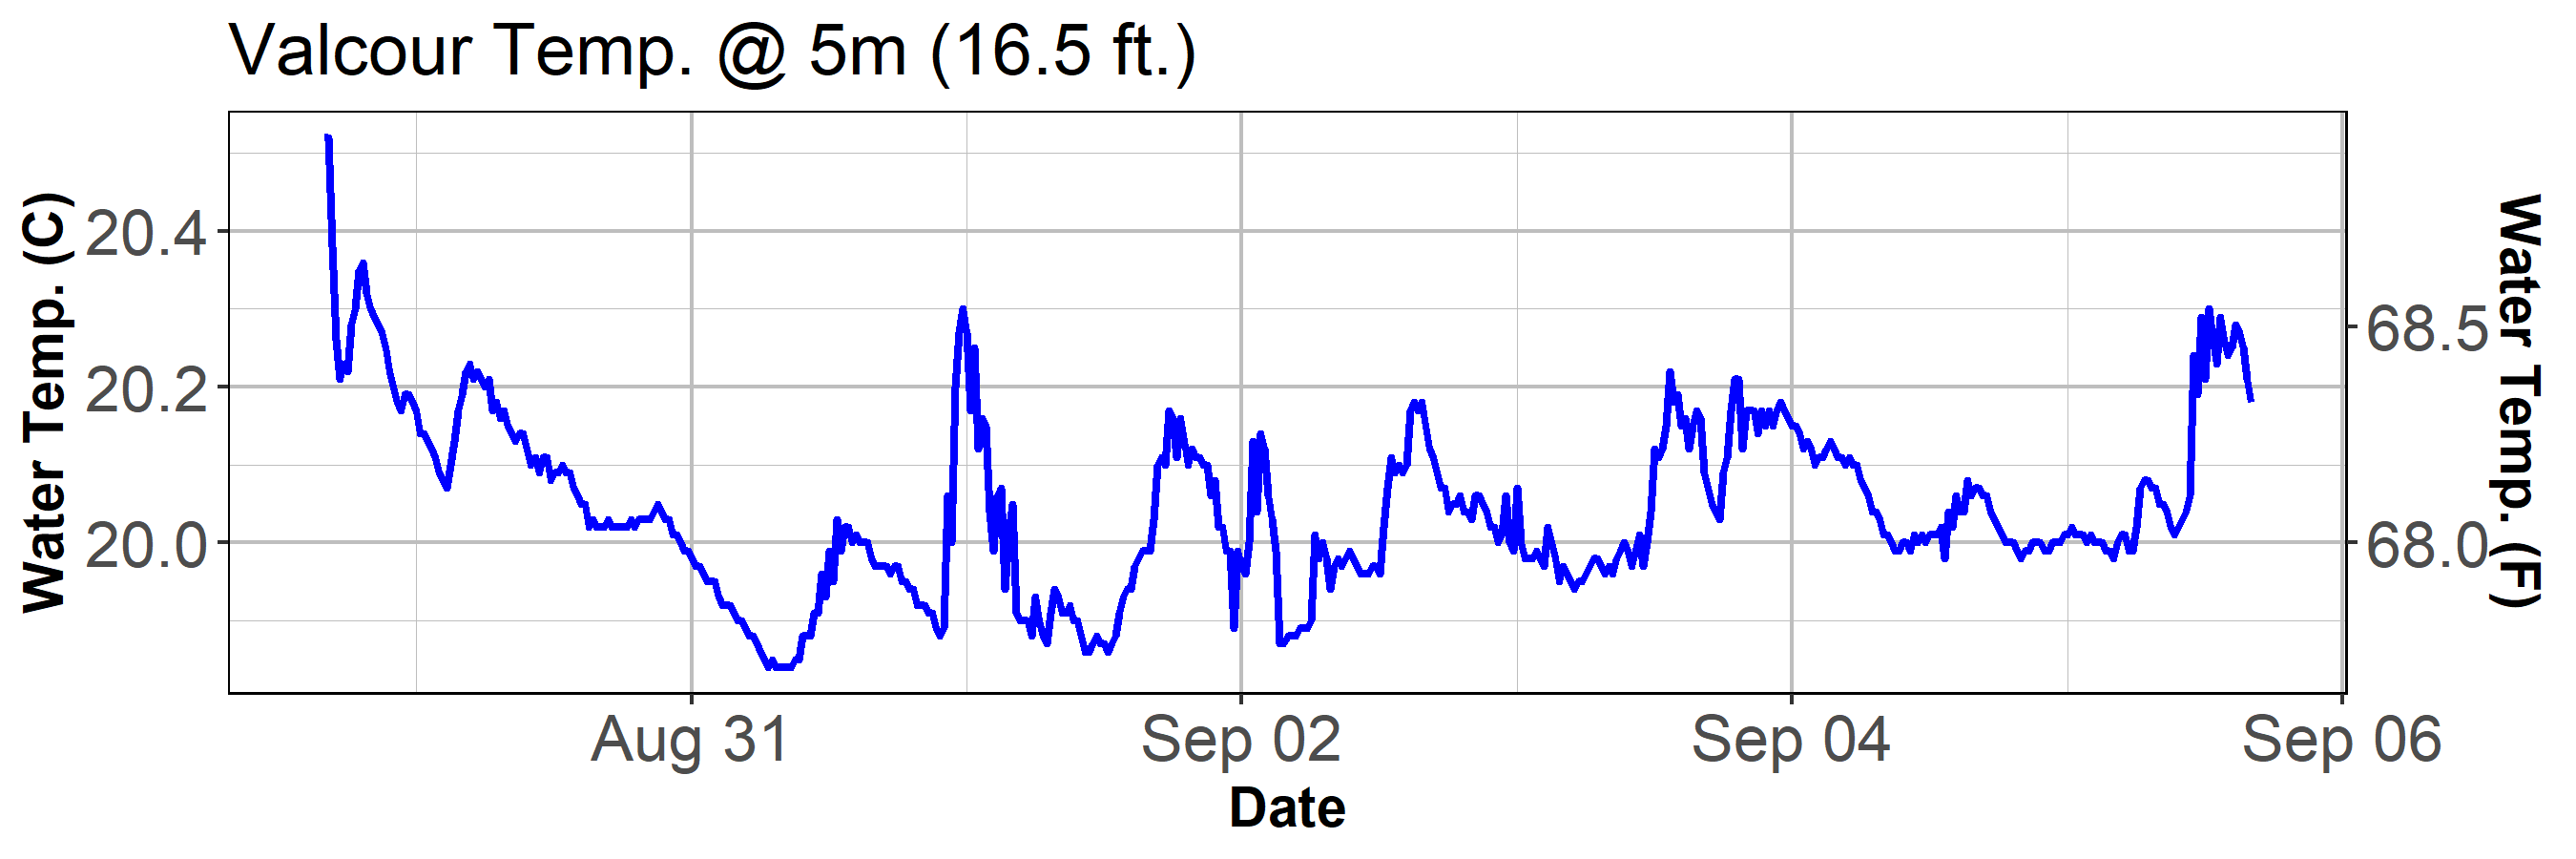 Valcour Temp. @ 5m (16.5 ft.)
Water Temp. (C)
20.4
20.2
20.0
68.5
68.0
Water Temp. (F)
Aug 31 Sep 02 Sep 04 Sep 06
Date